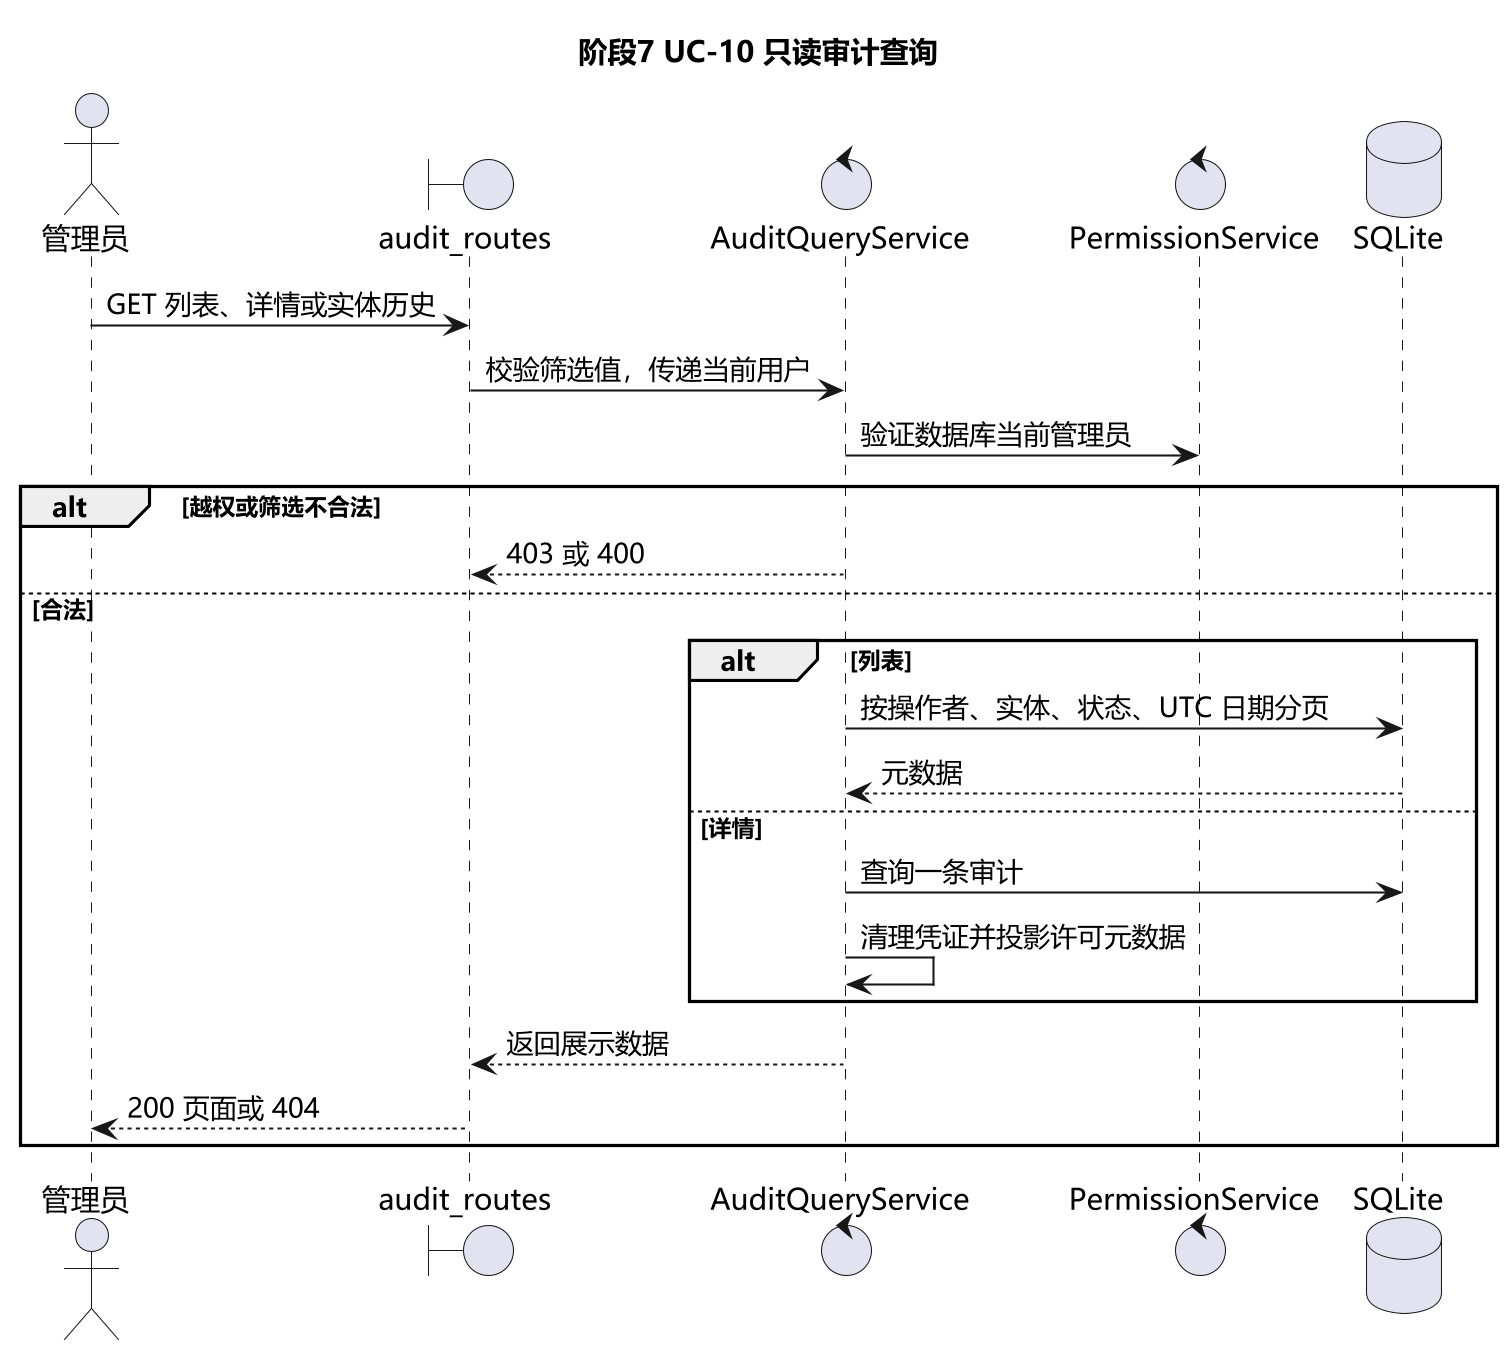 阶段7 UC-10 只读审计查询
管理员
audit_routes
AuditQueryService
PermissionService
SQLite
GET 列表、详情或实体历史
校验筛选值，传递当前用户
验证数据库当前管理员
alt
[越权或筛选不合法]
403 或 400
[合法]
alt
[列表]
按操作者、实体、状态、UTC 日期分页
元数据
[详情]
查询一条审计
清理凭证并投影许可元数据
返回展示数据
200 页面或 404
管理员
audit_routes
AuditQueryService
PermissionService
SQLite